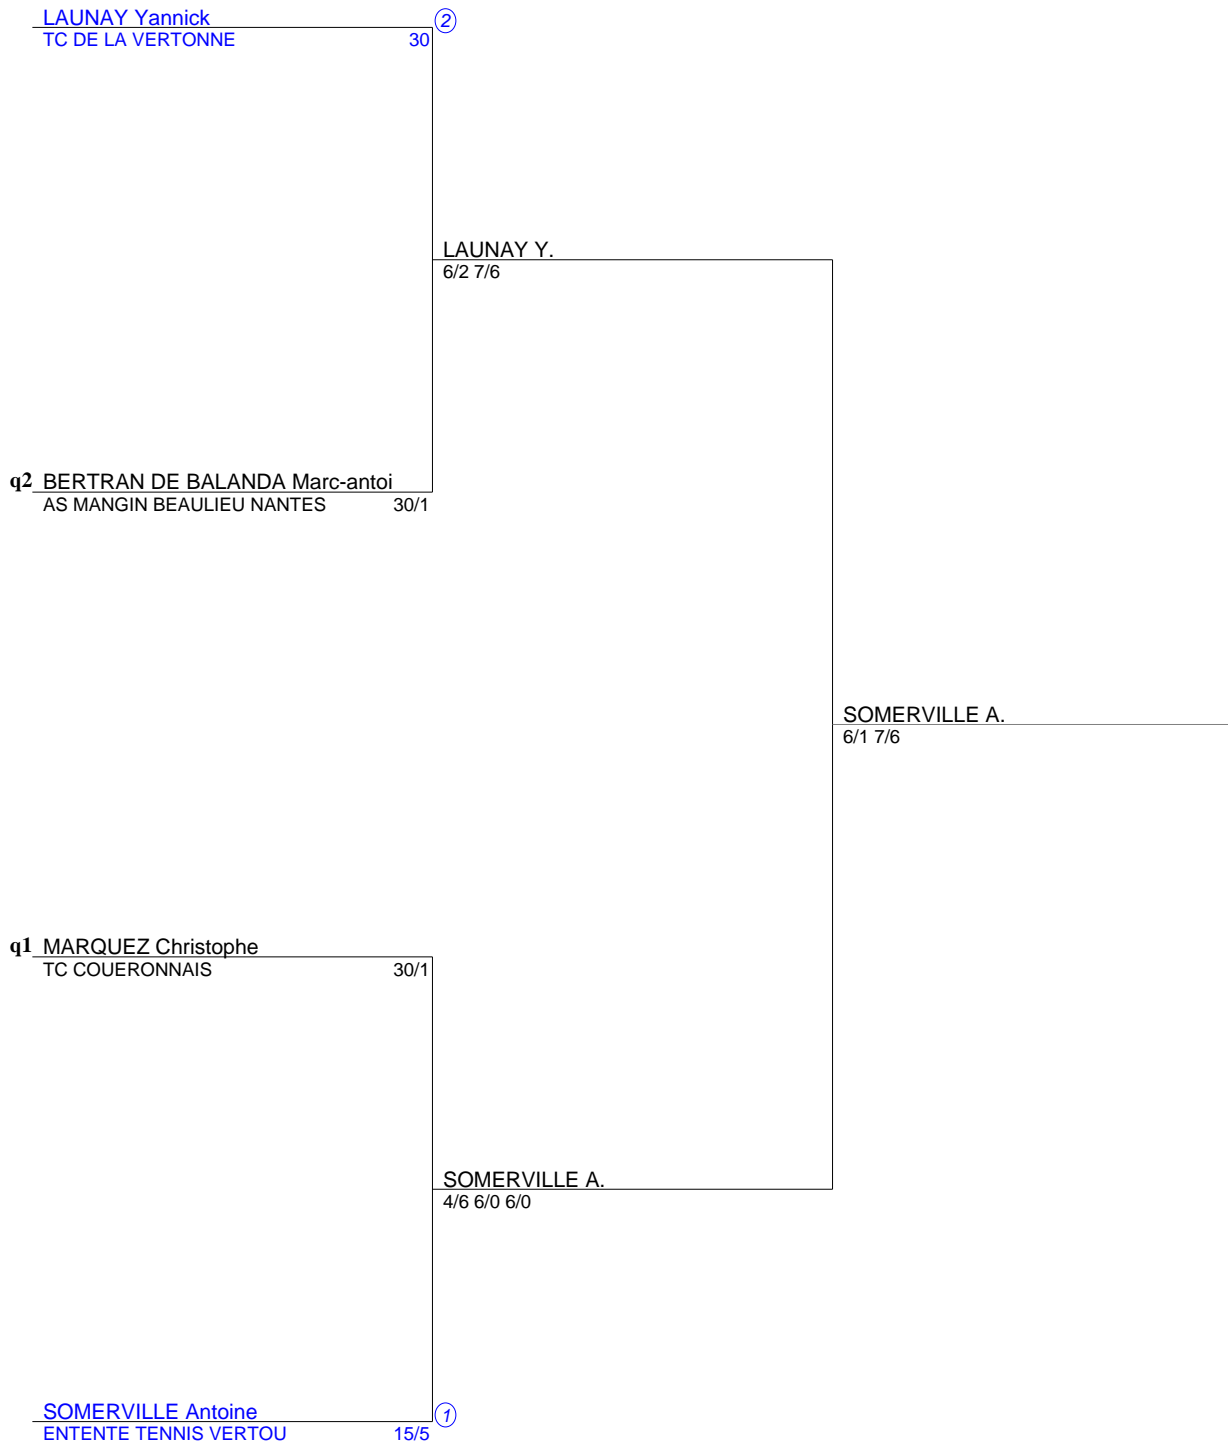 LAUNAY Yannick 2
TC DE LA VERTONNE 30
LAUNAY Y.
6/2 7/6
q2 BERTRAN DE BALANDA Marc-antoi
AS MANGIN BEAULIEU NANTES 30/1
SOMERVILLE A.
6/1 7/6
q1 MARQUEZ Christophe
TC COUERONNAIS 30/1
SOMERVILLE A.
4/6 6/0 6/0
SOMERVILLE Antoine 1
ENTENTE TENNIS VERTOU 15/5